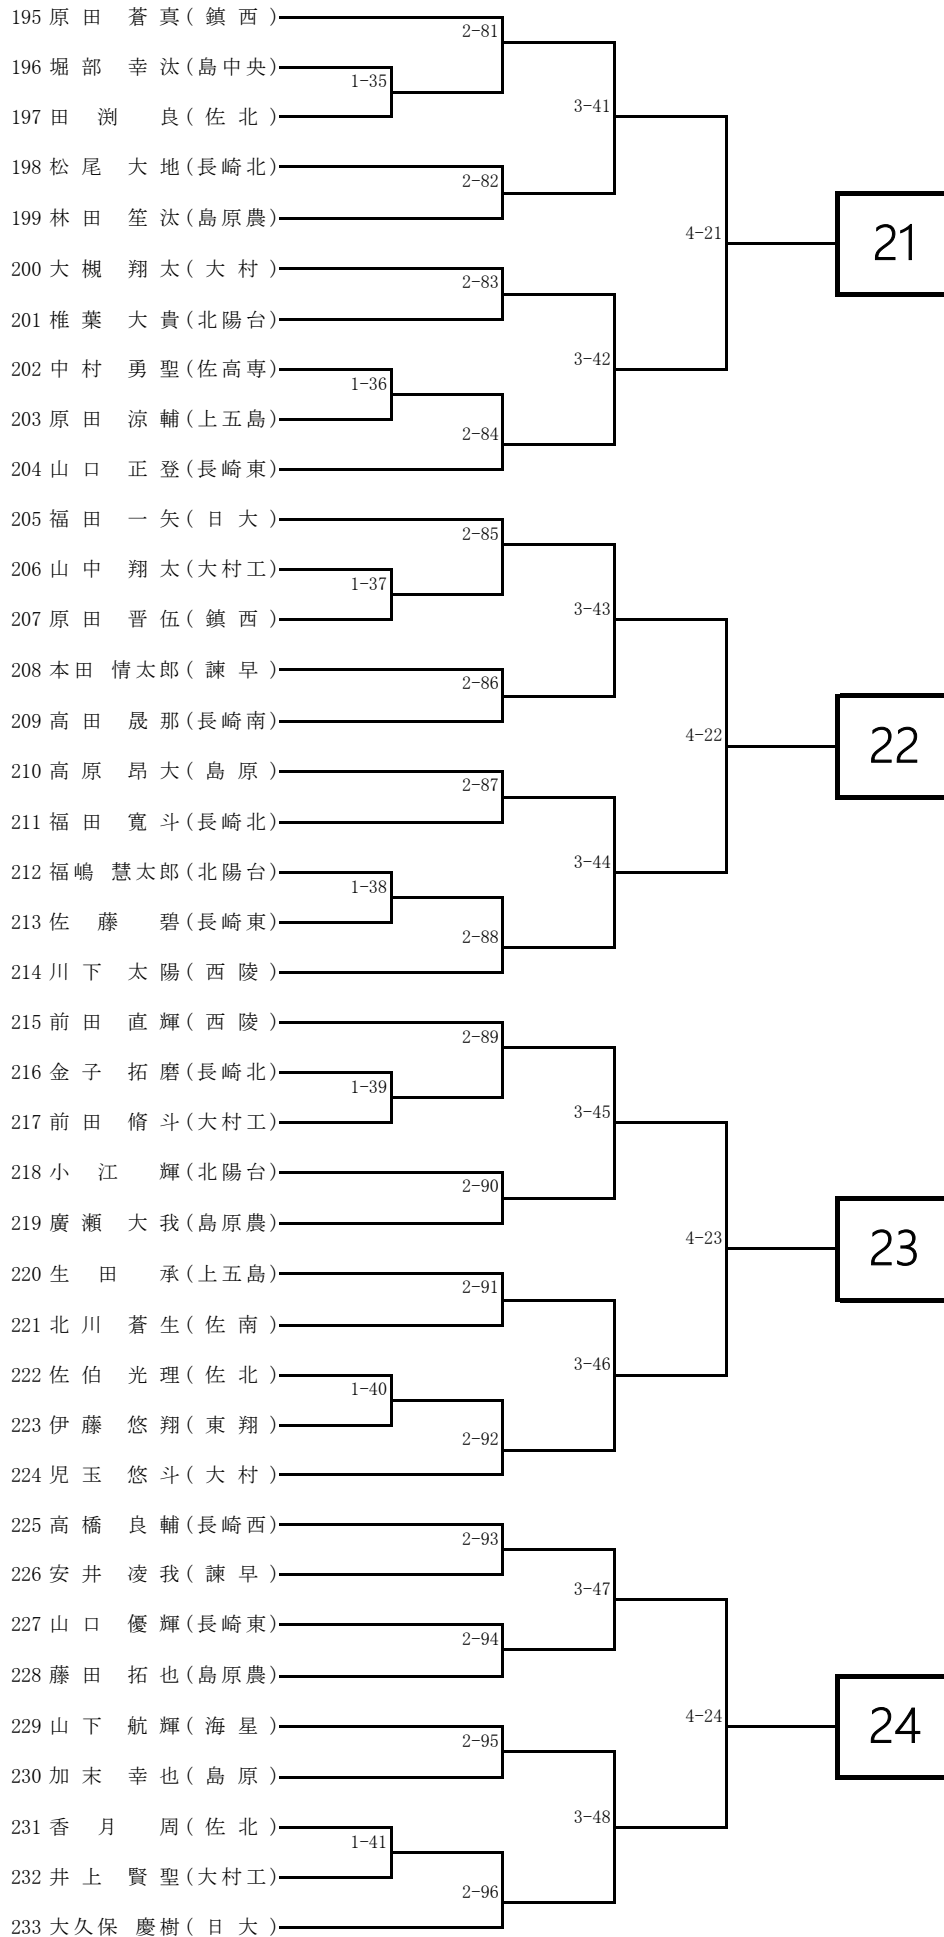 195 原田 蒼真(鎮西)
2-81
196 堀部 幸汰(島中央)
1-35
3-41
197 田渕 良(佐北)
198 松尾 大地(長崎北)
2-82
199 林田 笙汰(島原農)
4-21
21
200 大槻 翔太(大村)
2-83
201 椎葉 大貴(北陽台)
3-42
202 中村 勇聖(佐高専)
1-36
203 原田 涼輔(上五島)
2-84
204 山口 正登(長崎東)
205 福田 一矢(日大)
2-85
206 山中 翔太(大村工)
1-37
3-43
207 原田 晋伍(鎮西)
208 本田 情太郎(諫早)
2-86
209 高田 晟那(長崎南)
4-22
22
210 高原 昂大(島原)
2-87
211 福田 寛斗(長崎北)
3-44
212 福嶋 慧太郎(北陽台)
1-38
213 佐藤 碧(長崎東)
2-88
214 川下 太陽(西陵)
215 前田 直輝(西陵)
2-89
216 金子 拓磨(長崎北)
1-39
3-45
217 前田 脩斗(大村工)
218 小江 輝(北陽台)
2-90
219 廣瀬 大我(島原農)
4-23
23
220 生田 承(上五島)
2-91
221 北川 蒼生(佐南)
3-46
222 佐伯 光理(佐北)
1-40
223 伊藤 悠翔(東翔)
2-92
224 児玉 悠斗(大村)
225 高橋 良輔(長崎西)
2-93
226 安井 凌我(諫早)
3-47
227 山口 優輝(長崎東)
2-94
228 藤田 拓也(島原農)
4-24
24
229 山下 航輝(海星)
2-95
230 加末 幸也(島原)
3-48
231 香月 周(佐北)
1-41
232 井上 賢聖(大村工)
2-96
233 大久保 慶樹(日大)